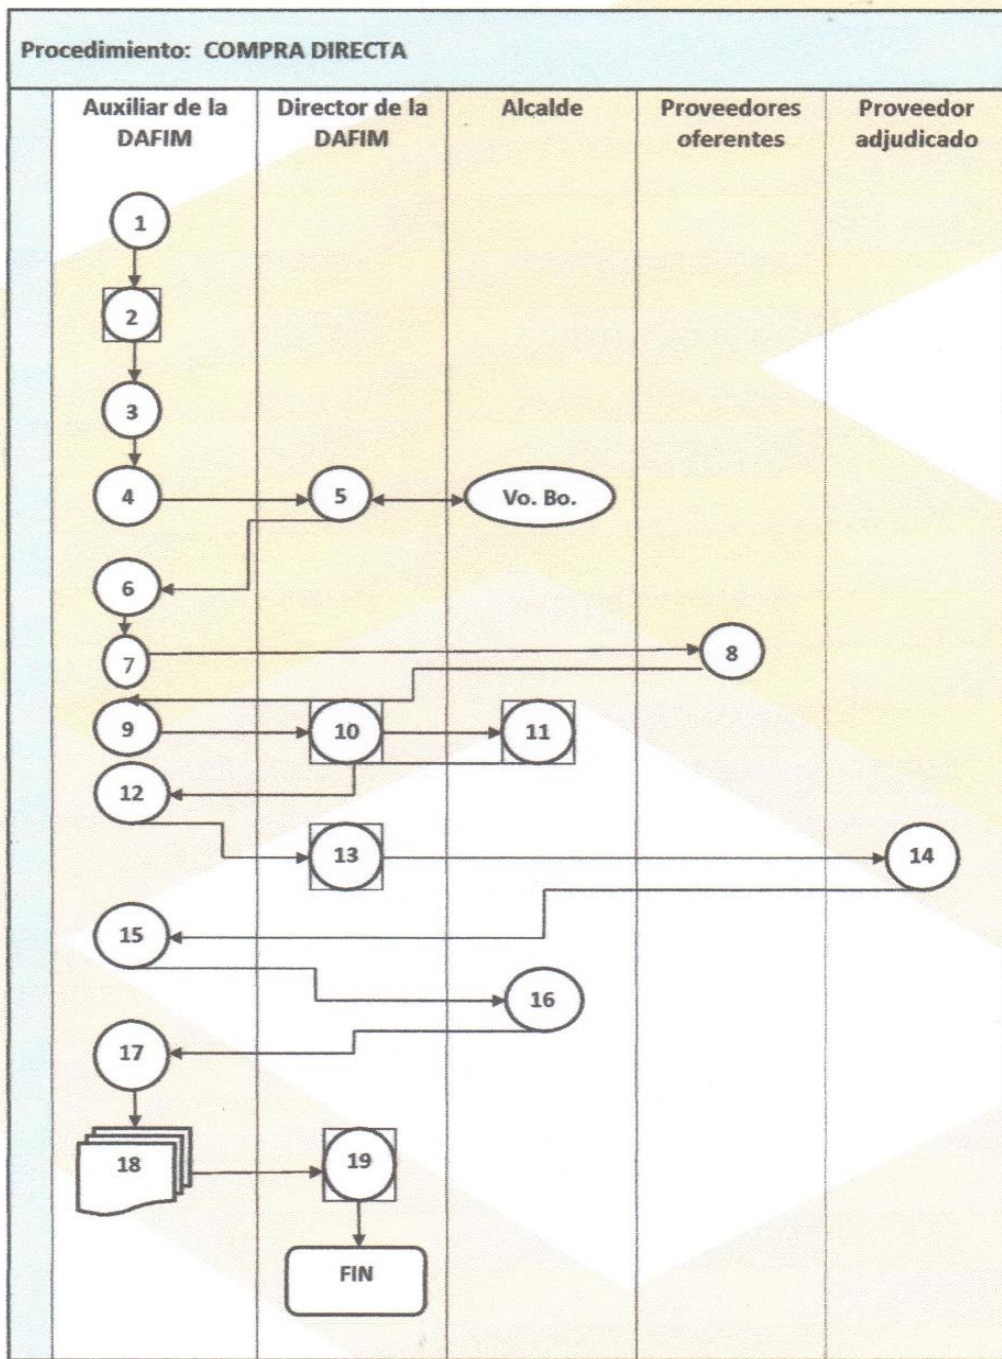 Procedimiento: COMPRA DIRECTA
Auxiliar de la DAFIM
Director de la DAFIM
Alcalde
Proveedores oferentes
Proveedor adjudicado
1
2
3
4
5
Vo. Bo.
6
7
8
9
10
11
12
13
14
15
16
17
18
19
FIN